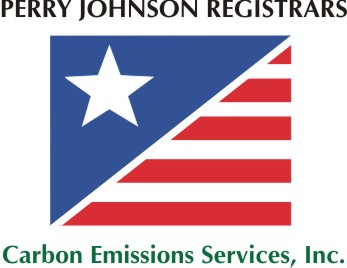 PERRY JOHNSON REGISTRARS
Carbon Emissions Services, Inc.